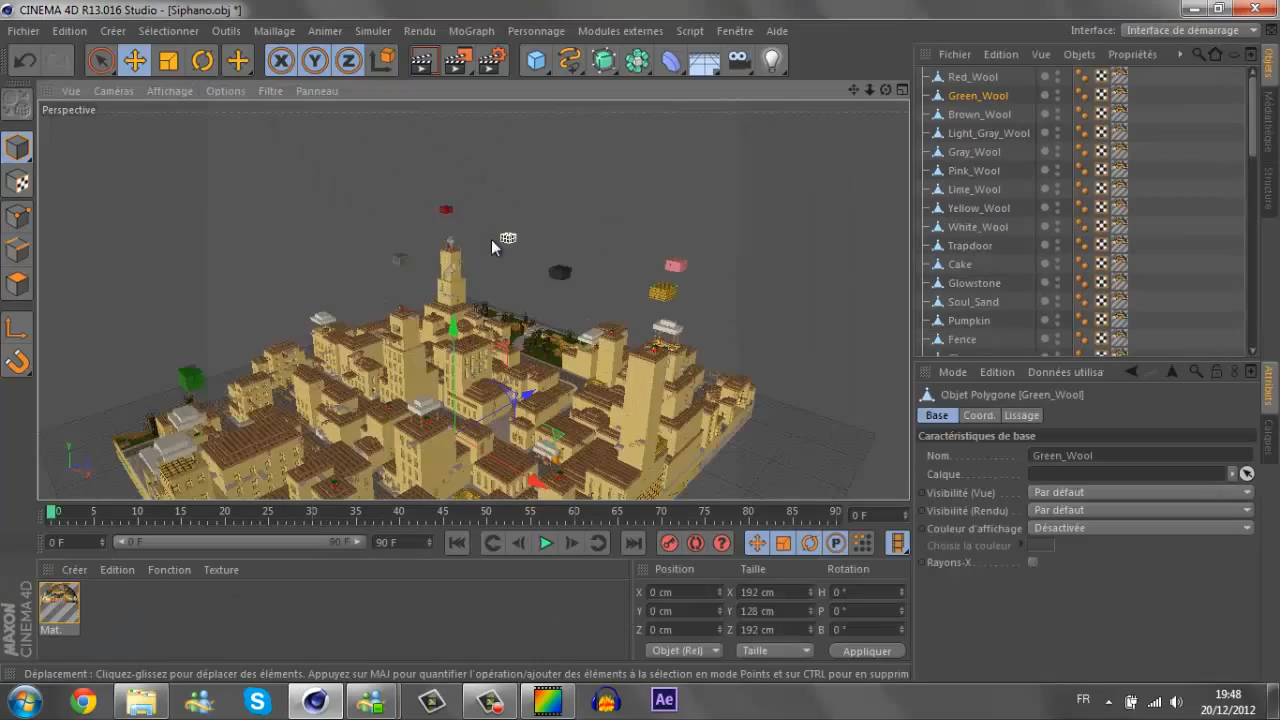 CINEMA 4D R13.016 Studio - [Siphano.obj *]
Fichier Edition Créer Sélectionner Outils Maillage Animer Simuler Rendu MoGraph Personnage Modules externes Script Fenêtre Aide
Interface: Interface de démarrage
Vue Caméras Affichage Options Filtre Panneau
Perspective
Y
X
X Y Z
Fichier Edition Vue Objets Propriétés
Red_Wool
Green_Wool
Brown_Wool
Light_Gray_Wool
Gray_Wool
Pink_Wool
Lime_Wool
Yellow_Wool
White_Wool
Trapdoor
Cake
Glowstone
Soul_Sand
Pumpkin
Fence
Objets
Médiathèque
Structure
Mode Edition Données utilisa
Objet Polygone [Green_Wool]
Base Coord. Lissage
Caractéristiques de base
Nom. Green_Wool
Calque.
Visibilité (Vue) Par défaut
Visibilité (Rendu) Par défaut
Couleur d'affichage Désactivée
Choisir la couleur
Rayons-X
Attributs
Calques
0 5 10 15 20 25 30 35 40 45 50 55 60 65 70 75 80 85 90 0 F
0 F 0 F 90 F 90 F
P
Créer Edition Fonction Texture
Mat.
Position Taille Rotation
X 0 cm X 192 cm H 0 °
Y 0 cm Y 128 cm P 0 °
Z 0 cm Z 192 cm B 0 °
Objet (Rel) Taille Appliquer
MAXON
CINEMA 4D
Déplacement : Cliquez-glissez pour déplacer des éléments. Appuyez sur MAJ pour quantifier l'opération/ajouter des éléments à la sélection en mode Points et sur CTRL pour en supprim
Ae
FR
19:48
20/12/2012